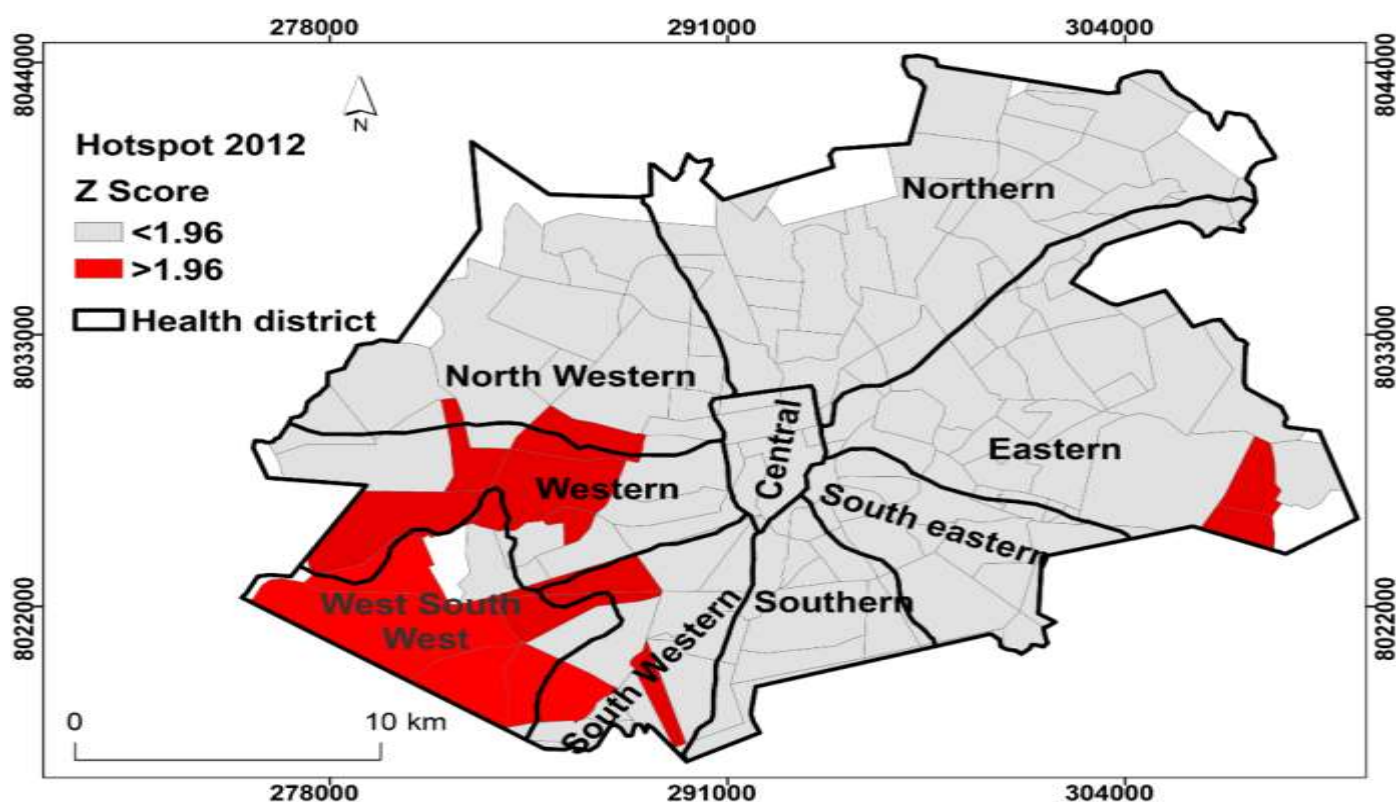 278000 291000 304000
8044000 8044000
N
Hotspot 2012
Z Score
<1.96
>1.96
Health district
Northern
8033000 8033000
North Western
Central
Eastern
Western
South eastern
West South
West
Southern
South Western
8022000 8022000
0 10 km
278000 291000 304000